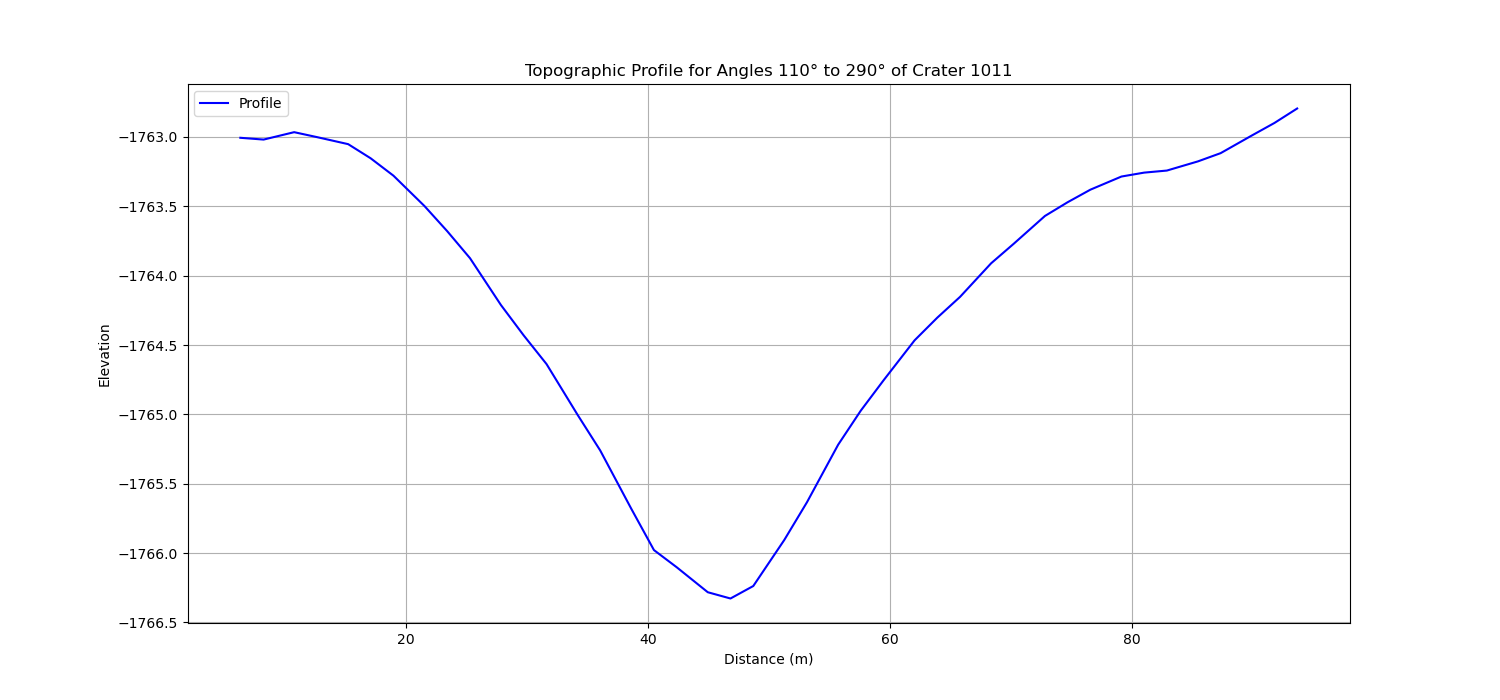 Topographic Profile for Angles 110° to 290° of Crater 1011
Profile
−1763.0
−1763.5
−1764.0
−1764.5
−1765.0
−1765.5
−1766.0
−1766.5
Elevation
20 40 60 80
Distance (m)